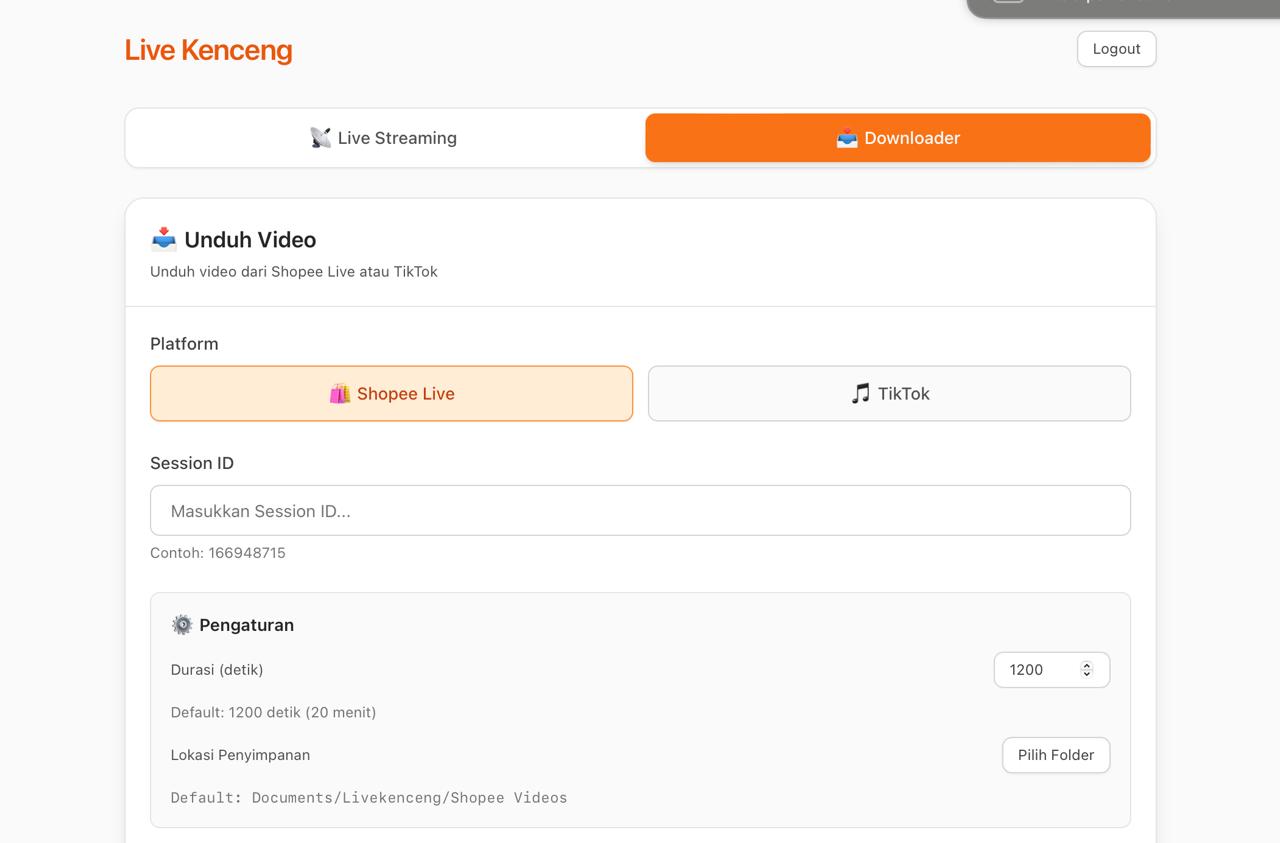 Live Kenceng
Logout
Live Streaming
Downloader
Unduh Video
Unduh video dari Shopee Live atau TikTok
Platform
Shopee Live
TikTok
Session ID
Masukkan Session ID...
Contoh: 166948715
Pengaturan
Durasi (detik)
1200
Default: 1200 detik (20 menit)
Lokasi Penyimpanan
Pilih Folder
Default: Documents/Livekenceng/Shopee Videos